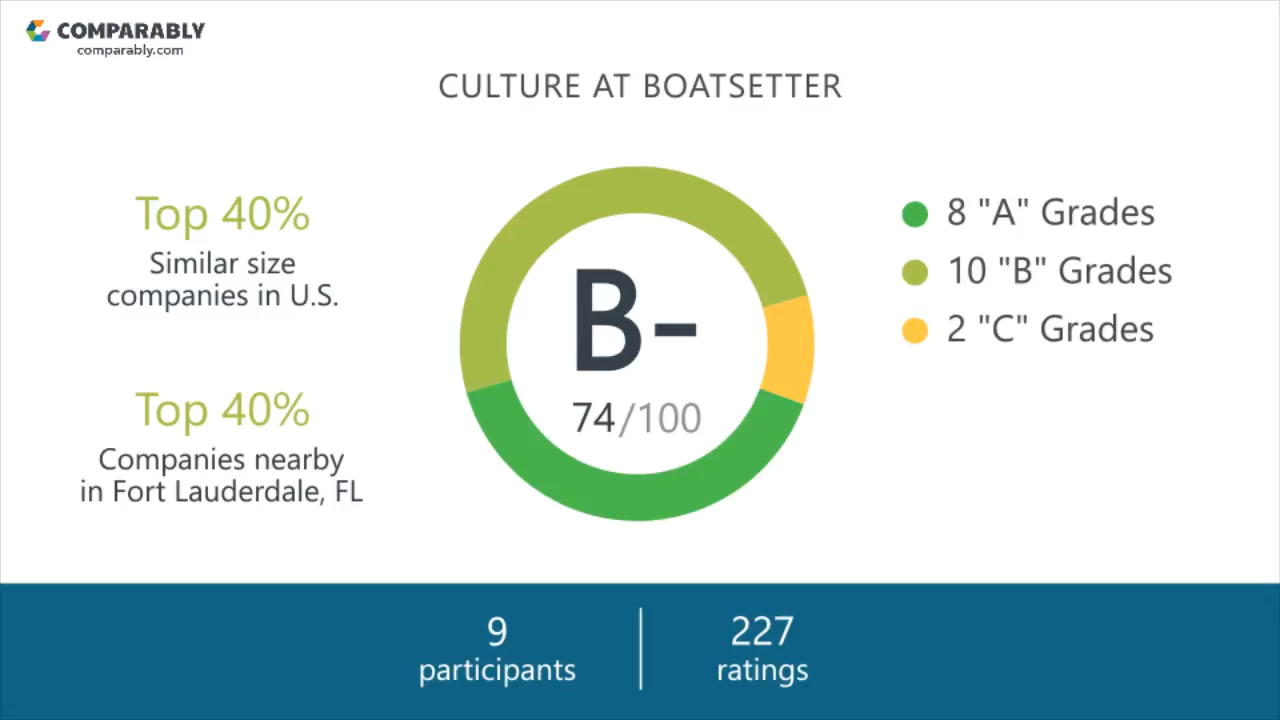 COMPARABLY
comparably.com
CULTURE AT BOATSETTER
Top 40%
Similar size
companies in U.S.
Top 40%
Companies nearby
in Fort Lauderdale, FL
B-
74/100
8 "A" Grades
10 "B" Grades
2 "C" Grades
9
participants
227
ratings